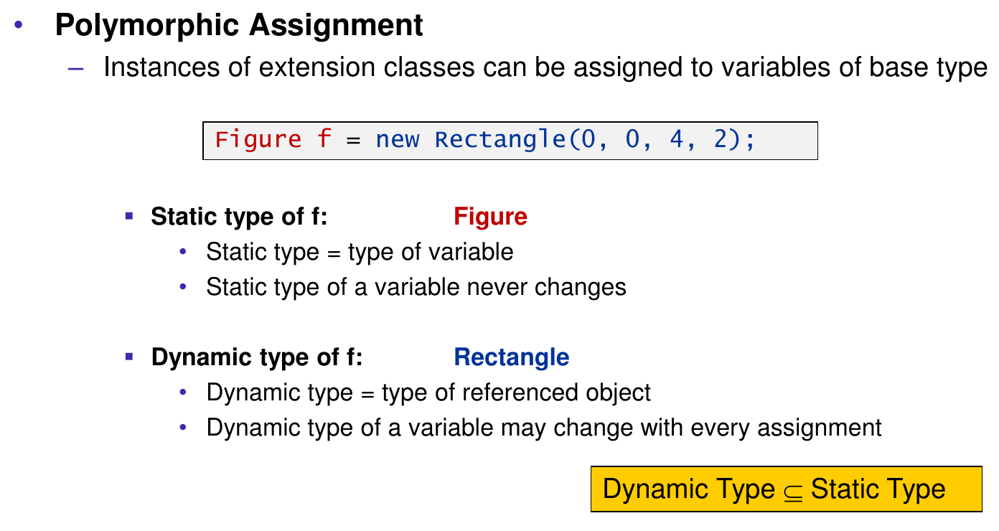 • Polymorphic Assignment
– Instances of extension classes can be assigned to variables of base type
Figure f = new Rectangle(0, 0, 4, 2);
▪ Static type of f: Figure
• Static type = type of variable
• Static type of a variable never changes
▪ Dynamic type of f: Rectangle
• Dynamic type = type of referenced object
• Dynamic type of a variable may change with every assignment
Dynamic Type ⊆ Static Type